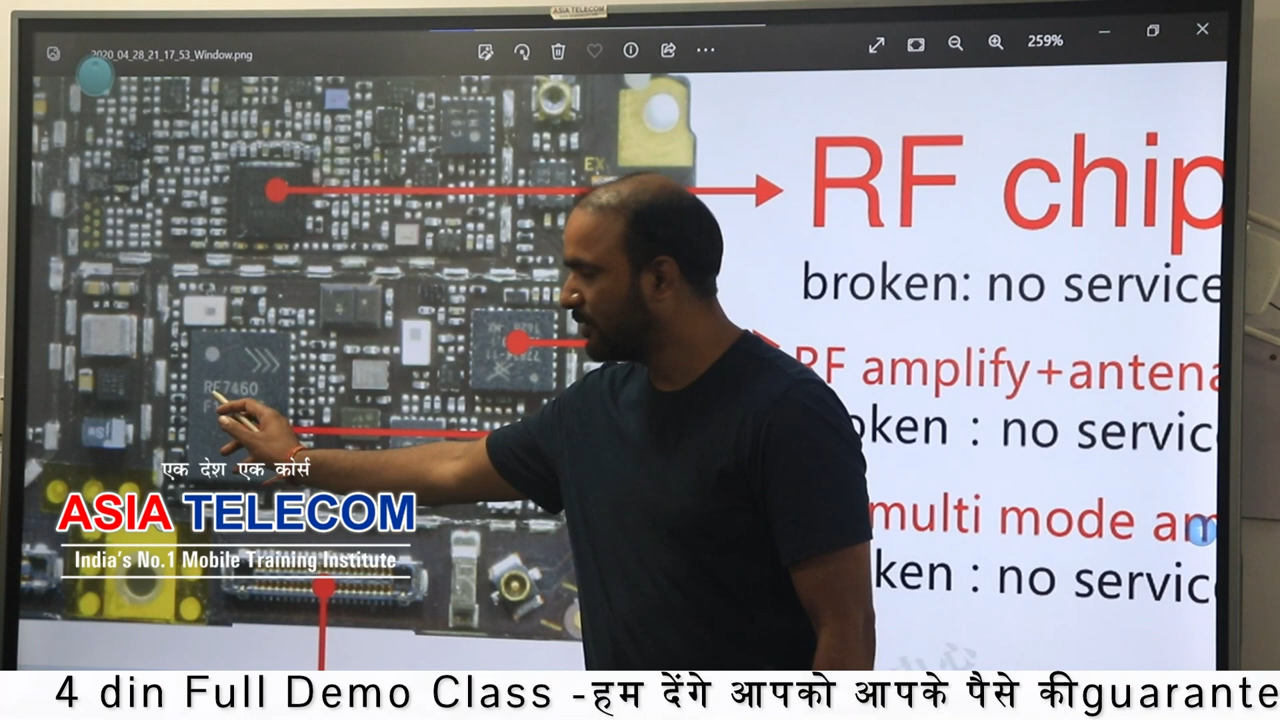 ASIA TELECOM
2020_04_28_21_17_53_Window.png
259%
EX
RF chip
broken: no service
RF amplify+antena
oken : no servic
multi mode am
ken : no servic
RF7460
एक देश एक कोर्स
ASIA TELECOM
India's No.1 Mobile Training Institute
4 din Full Demo Class -हम देंगे आपको आपके पैसे कीguarante